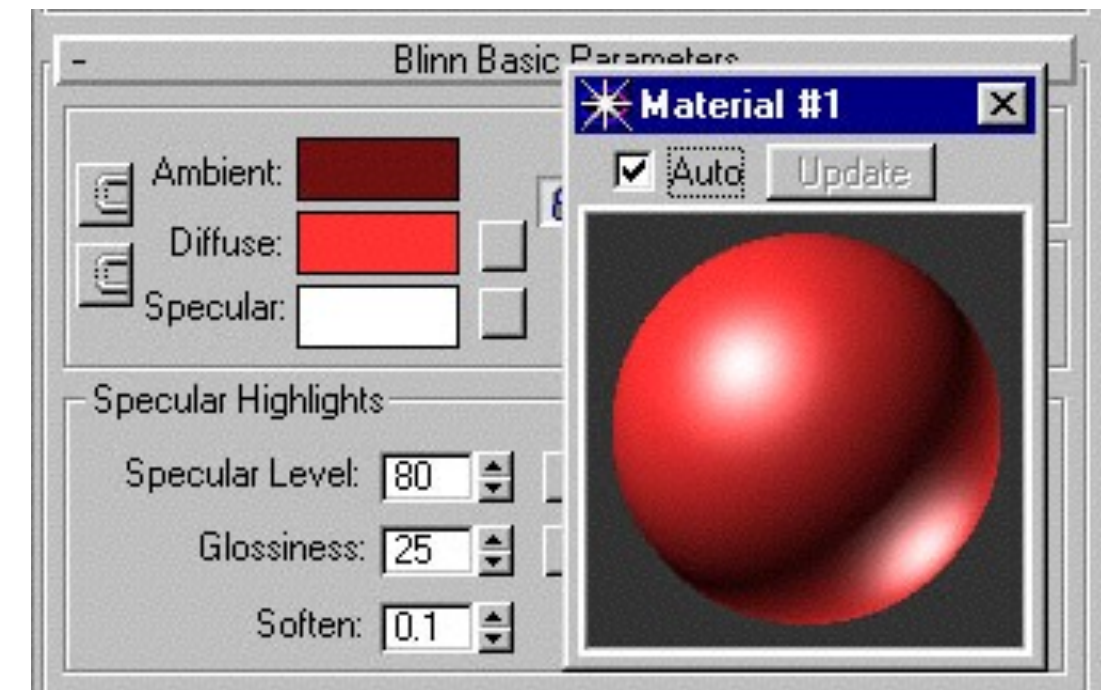 - Blinn Basic Parameters
Material #1
Auto Update
Ambient:
Diffuse:
Specular:
Specular Highlights
Specular Level: 80
Glossiness: 25
Soften: 0.1